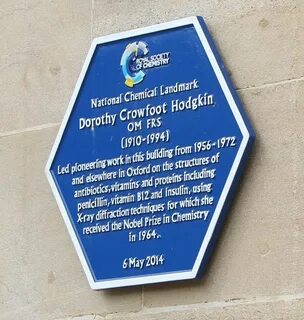 ROYAL SOCIETY
OF CHEMISTRY
National Chemical Landmark
Dorothy Crowfoot Hodgkin
OM FRS
(1910-1994)
Led pioneering work in this building from 1956-1972
and elsewhere in Oxford on the structures of
antibiotics, vitamins and proteins including
penicillin, vitamin B12 and insulin, using
X-ray diffraction techniques for which she
received the Nobel Prize in Chemistry
in 1964.
6 May 2014